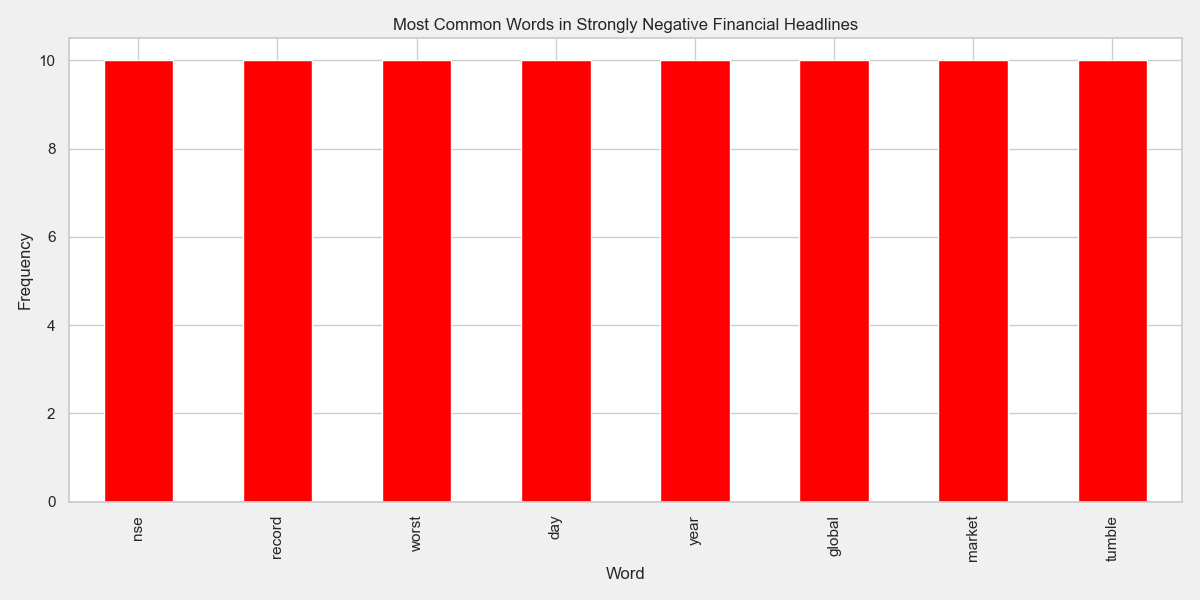 Most Common Words in Strongly Negative Financial Headlines
10
8
6
4
2
0
Frequency
nse
record
worst
day
year
global
market
tumble
Word